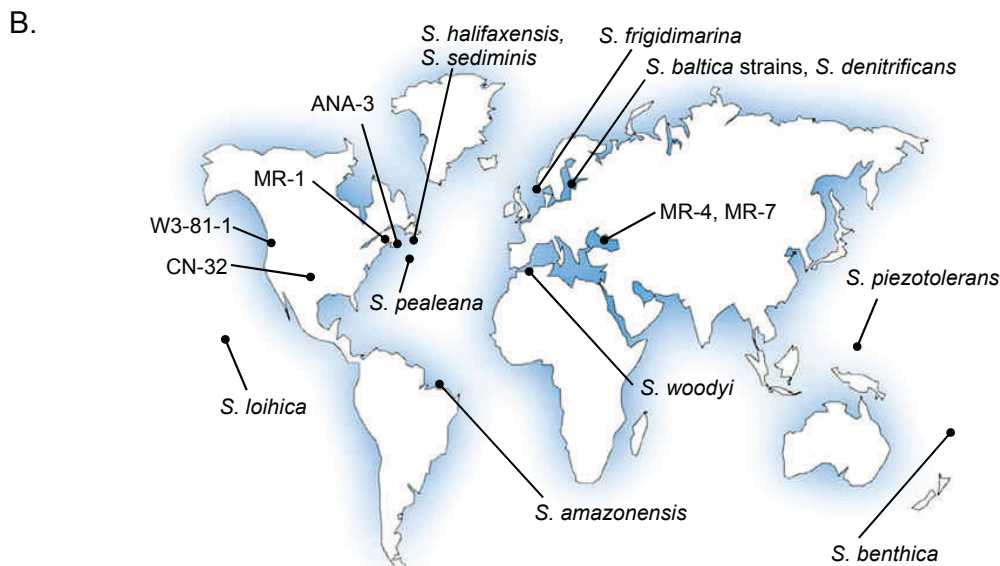 B.
S. halifaxensis,
S. sediminis
S. frigidimarina
S. baltica strains, S. denitrificans
ANA-3
MR-1
W3-81-1
CN-32
MR-4, MR-7
S. pealeana
S. piezotolerans
S. loihica
S. woodyi
S. amazonensis
S. benthica